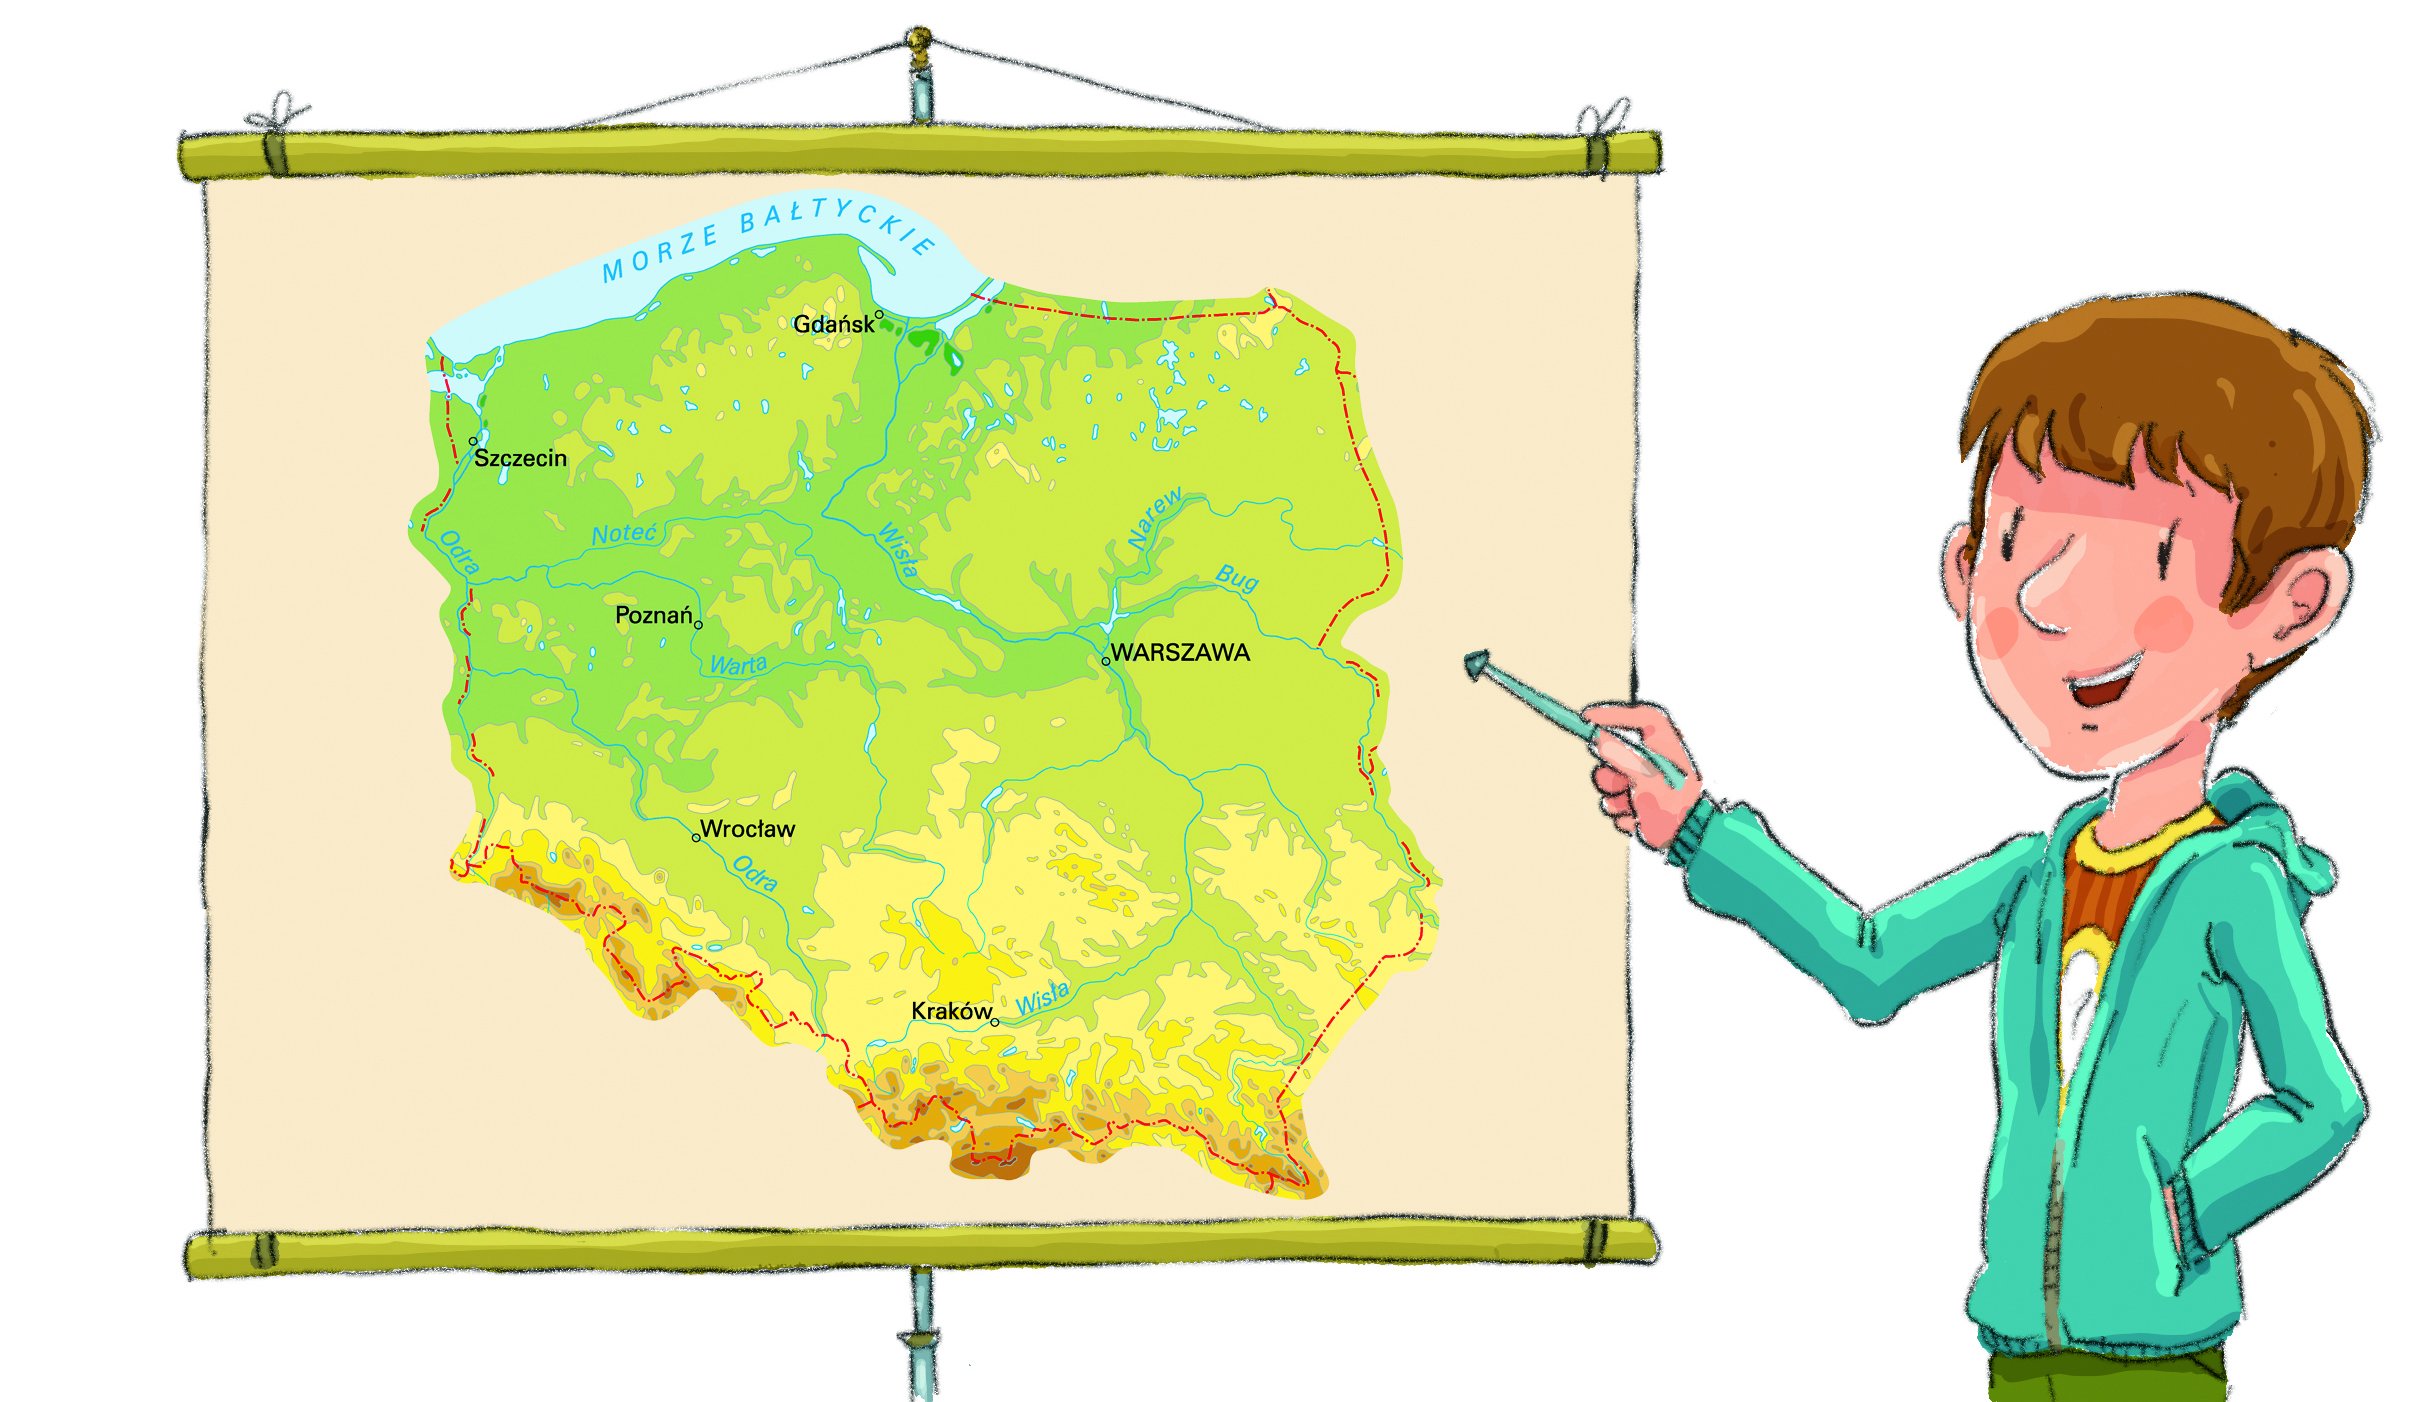 MORZE BAŁTYCKIE
Gdańsk
Szczecin
Narew
Noteć
Wisła
Odra
Bug
Poznań
WARSZAWA
Warta
Wrocław
Odra
Wisła
Kraków